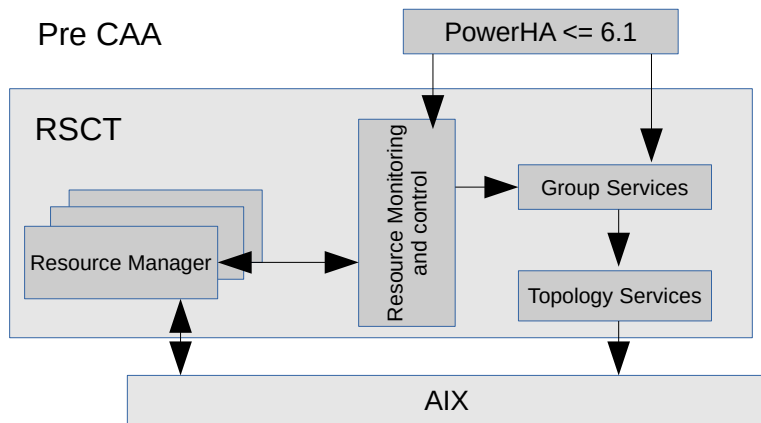 Pre CAA
PowerHA <= 6.1
RSCT
Resource Monitoring
and control
Group Services
Resource Manager
Topology Services
AIX